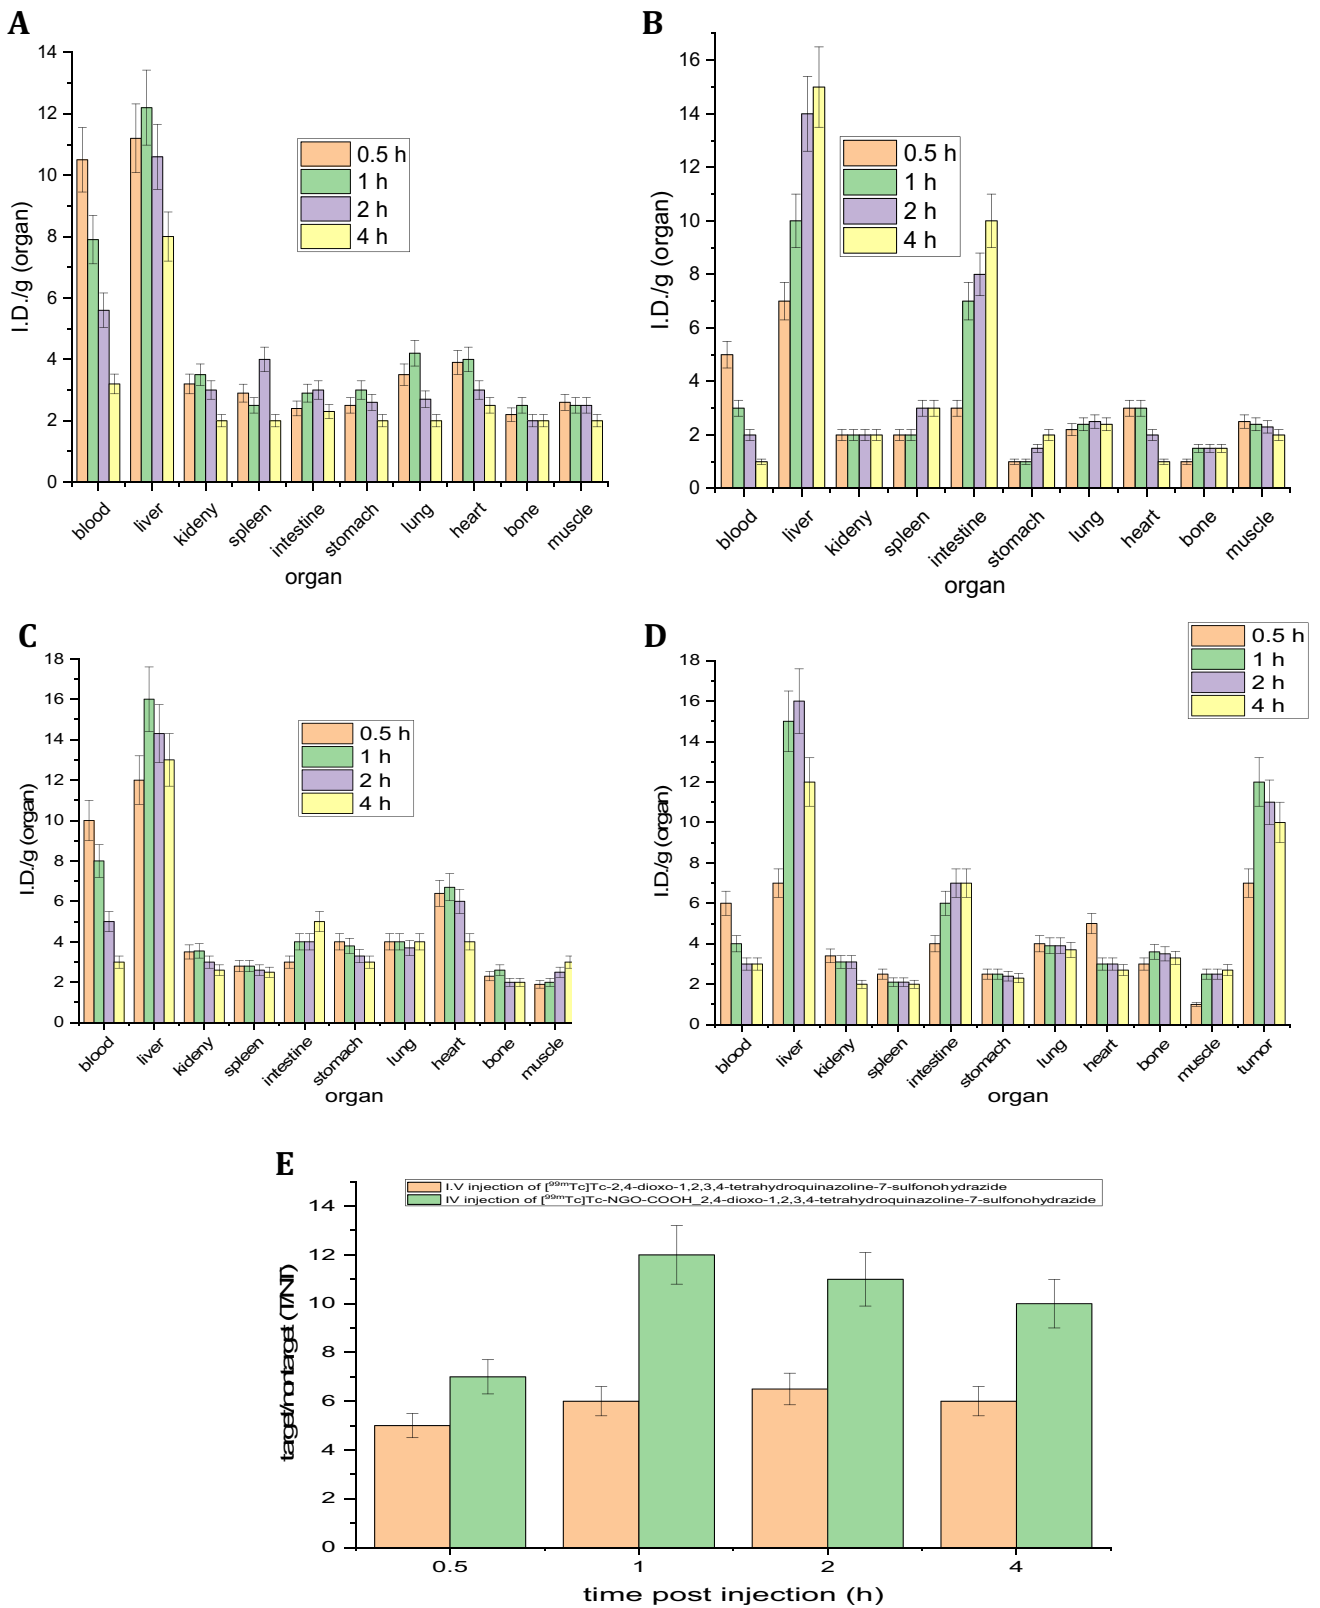 A
14
12
10
8
6
4
2
0
I.D./g (organ)
0.5 h
1 h
2 h
4 h
blood
liver
kideny
spleen
intestine
stomach
lung
heart
bone
muscle
organ
B
16
14
12
10
8
6
4
2
0
I.D./g (organ)
0.5 h
1 h
2 h
4 h
blood
liver
kideny
spleen
intestine
stomach
lung
heart
bone
muscle
organ
C
18
16
14
12
10
8
6
4
2
0
I.D./g (organ)
0.5 h
1 h
2 h
4 h
blood
liver
kideny
spleen
intestine
stomach
lung
heart
bone
muscle
organ
D
18
16
14
12
10
8
6
4
2
0
I.D./g (organ)
0.5 h
1 h
2 h
4 h
blood
liver
kideny
spleen
intestine
stomach
lung
heart
bone
muscle
tumor
organ
E
I.V injection of [⁹⁹ᵐTc]Tc-2,4-dioxo-1,2,3,4-tetrahydroquinazoline-7-sulfonohydrazide
IV injection of [⁹⁹ᵐTc]Tc-NGO-COOH_2,4-dioxo-1,2,3,4-tetrahydroquinazoline-7-sulfonohydrazide
14
12
10
8
6
4
2
0
target/nontarget (T/NT)
0.5
1
2
4
time post injection (h)